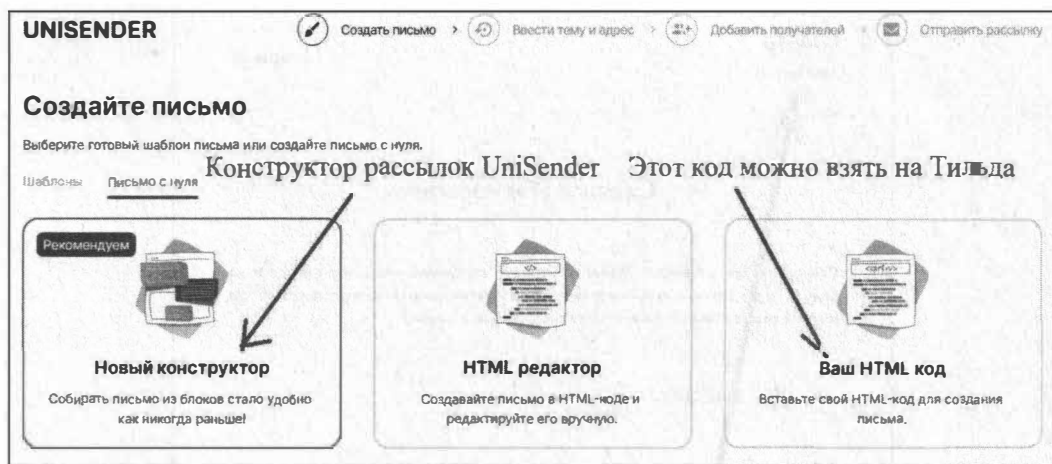 UNISENDER
Создать письмо > Ввести тему и адрес > Добавить получателей > Отправить рассылку
Создайте письмо
Выберите готовый шаблон письма или создайте письмо с нуля.
Конструктор рассылок UniSender Этот код можно взять на Тильда
Шаблоны Письмо с нуля
Рекомендуем
</>
Новый конструктор
Собирать письмо из блоков стало удобно
как никогда раньше!
HTML редактор
Создавайте письмо в HTML-коде и
редактируйте его вручную.
Ваш HTML код
Вставьте свой HTML-код для создания
письма.